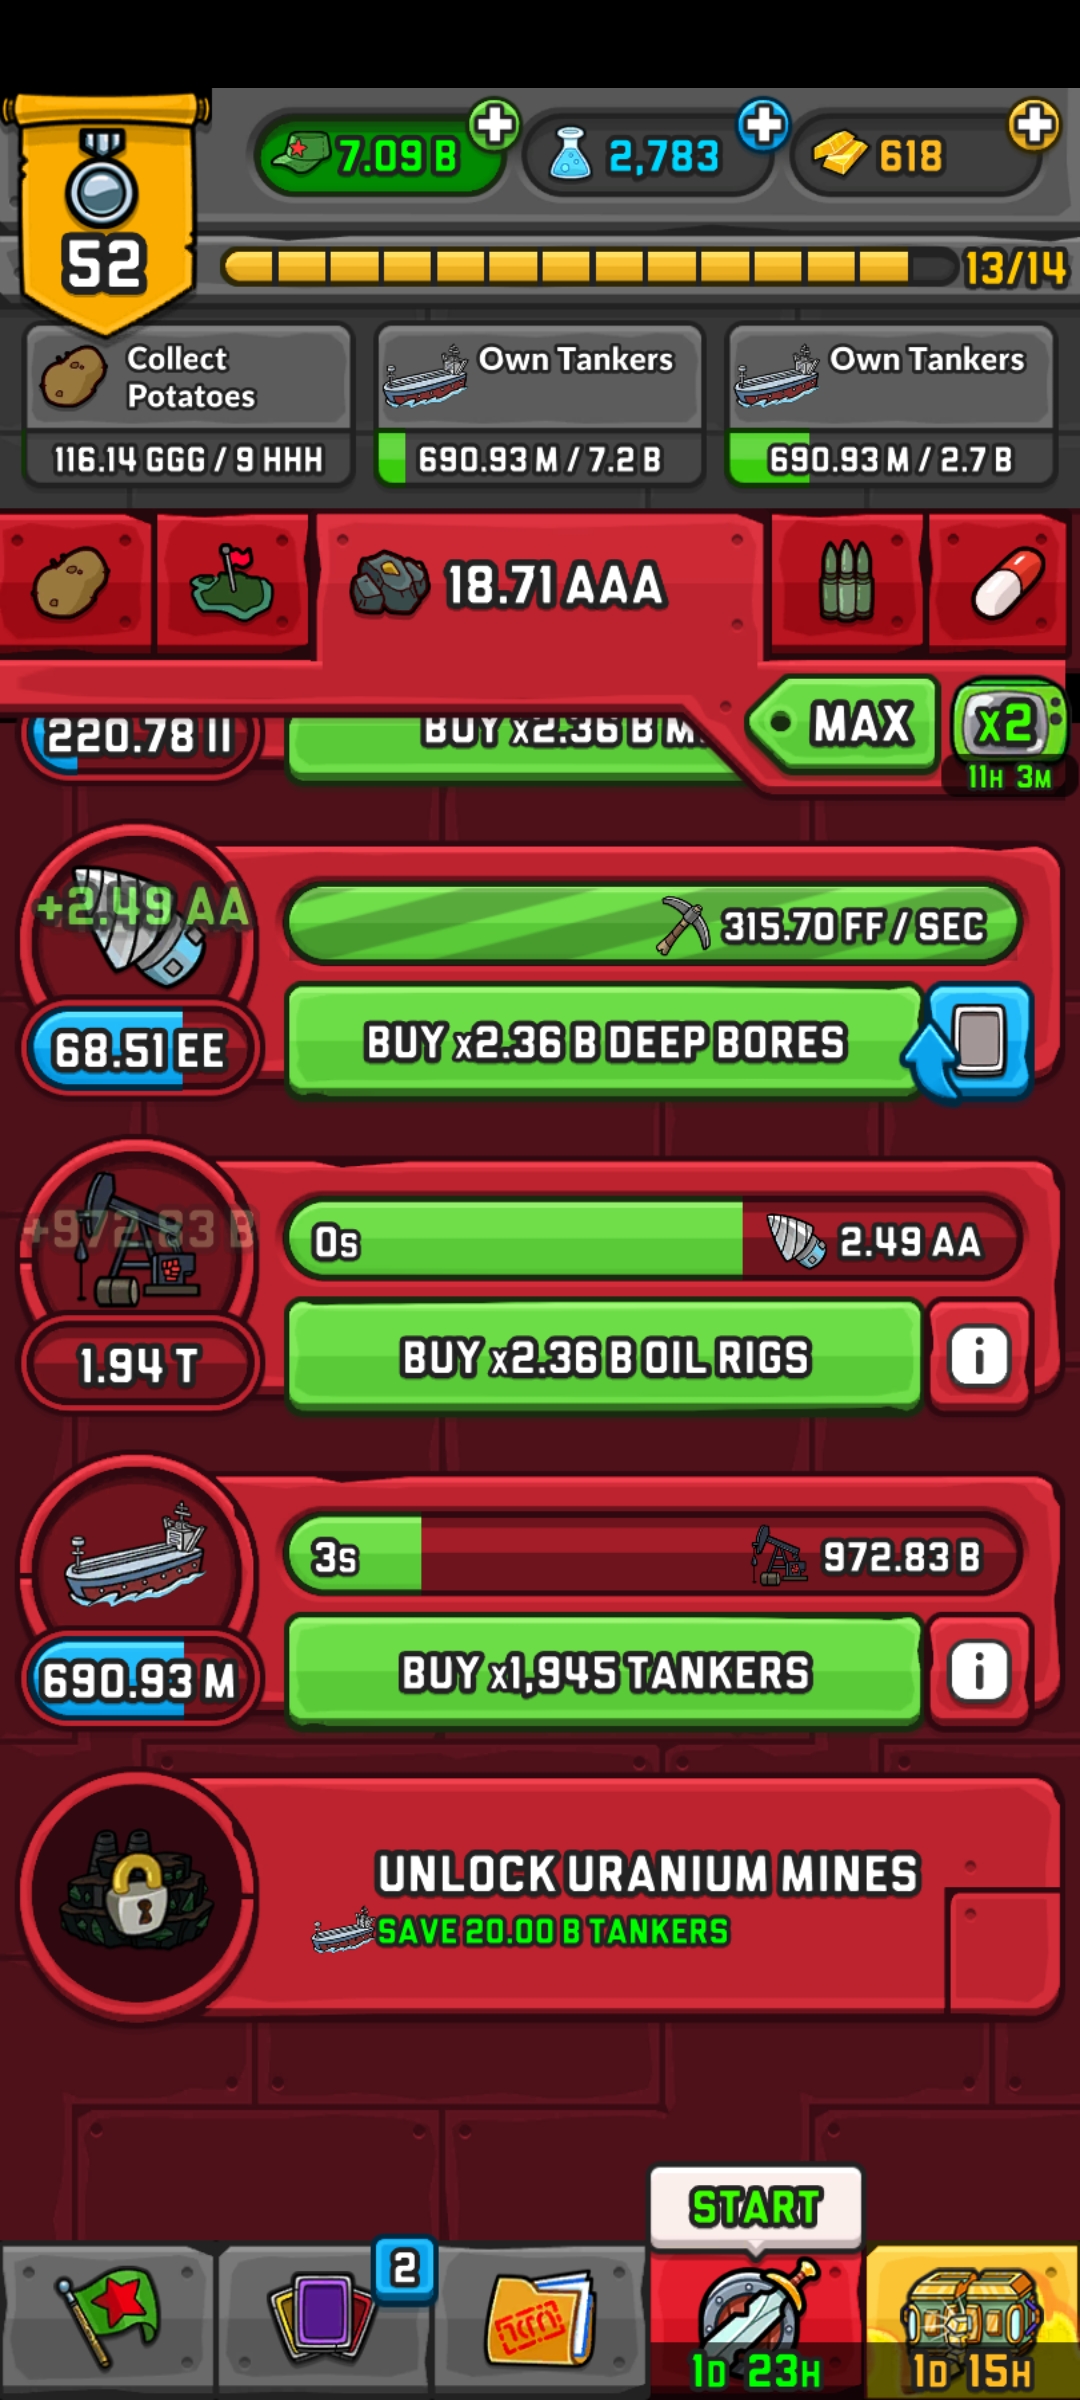 7.09 B
2,783
618
52
13/14
Collect
Potatoes
116.14 GGG / 9 HHH
Own Tankers
690.93 M / 7.2 B
Own Tankers
690.93 M / 2.7 B
18.71 AAA
MAX
x2
11H 3M
220.78 II
BUY x2.36 B M
+2.49 AA
315.70 FF / SEC
68.51 EE
BUY x2.36 B DEEP BORES
+972.83 B
0s
2.49 AA
1.94 T
BUY x2.36 B OIL RIGS
i
3s
972.83 B
690.93 M
BUY x1,945 TANKERS
i
UNLOCK URANIUM MINES
SAVE 20.00 B TANKERS
START
2
1D 23H
1D 15H